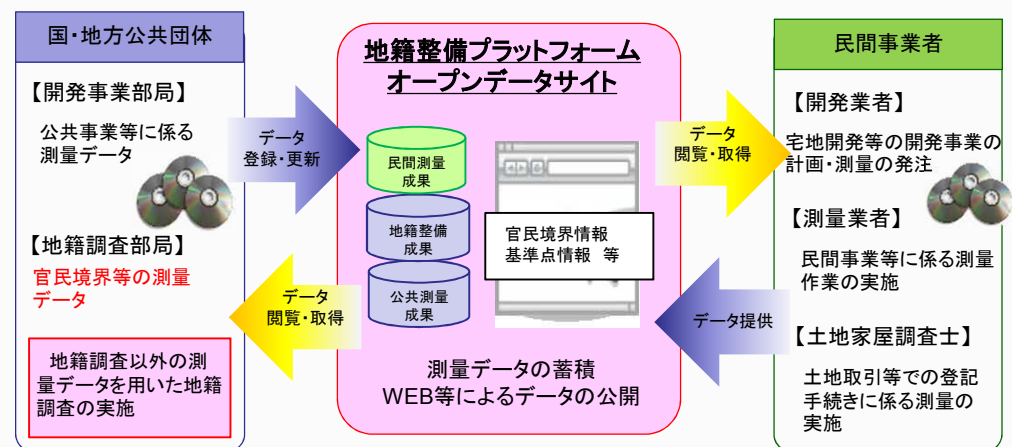 国・地方公共団体
【開発事業部局】
公共事業等に係る
測量データ
【地籍調査部局】
官民境界等の測量
データ
地籍調査以外の測
量データを用いた地籍
調査の実施
データ
登録・更新
データ
閲覧・取得
地籍整備プラットフォーム
オープンデータサイト
民間測量
成果
地籍整備
成果
公共測量
成果
官民境界情報
基準点情報 等
測量データの蓄積
WEB等によるデータの公開
データ
閲覧・取得
データ提供
民間事業者
【開発業者】
宅地開発等の開発事業の
計画・測量の発注
【測量業者】
民間事業等に係る測量
作業の実施
【土地家屋調査士】
土地取引等での登記
手続きに係る測量の
実施